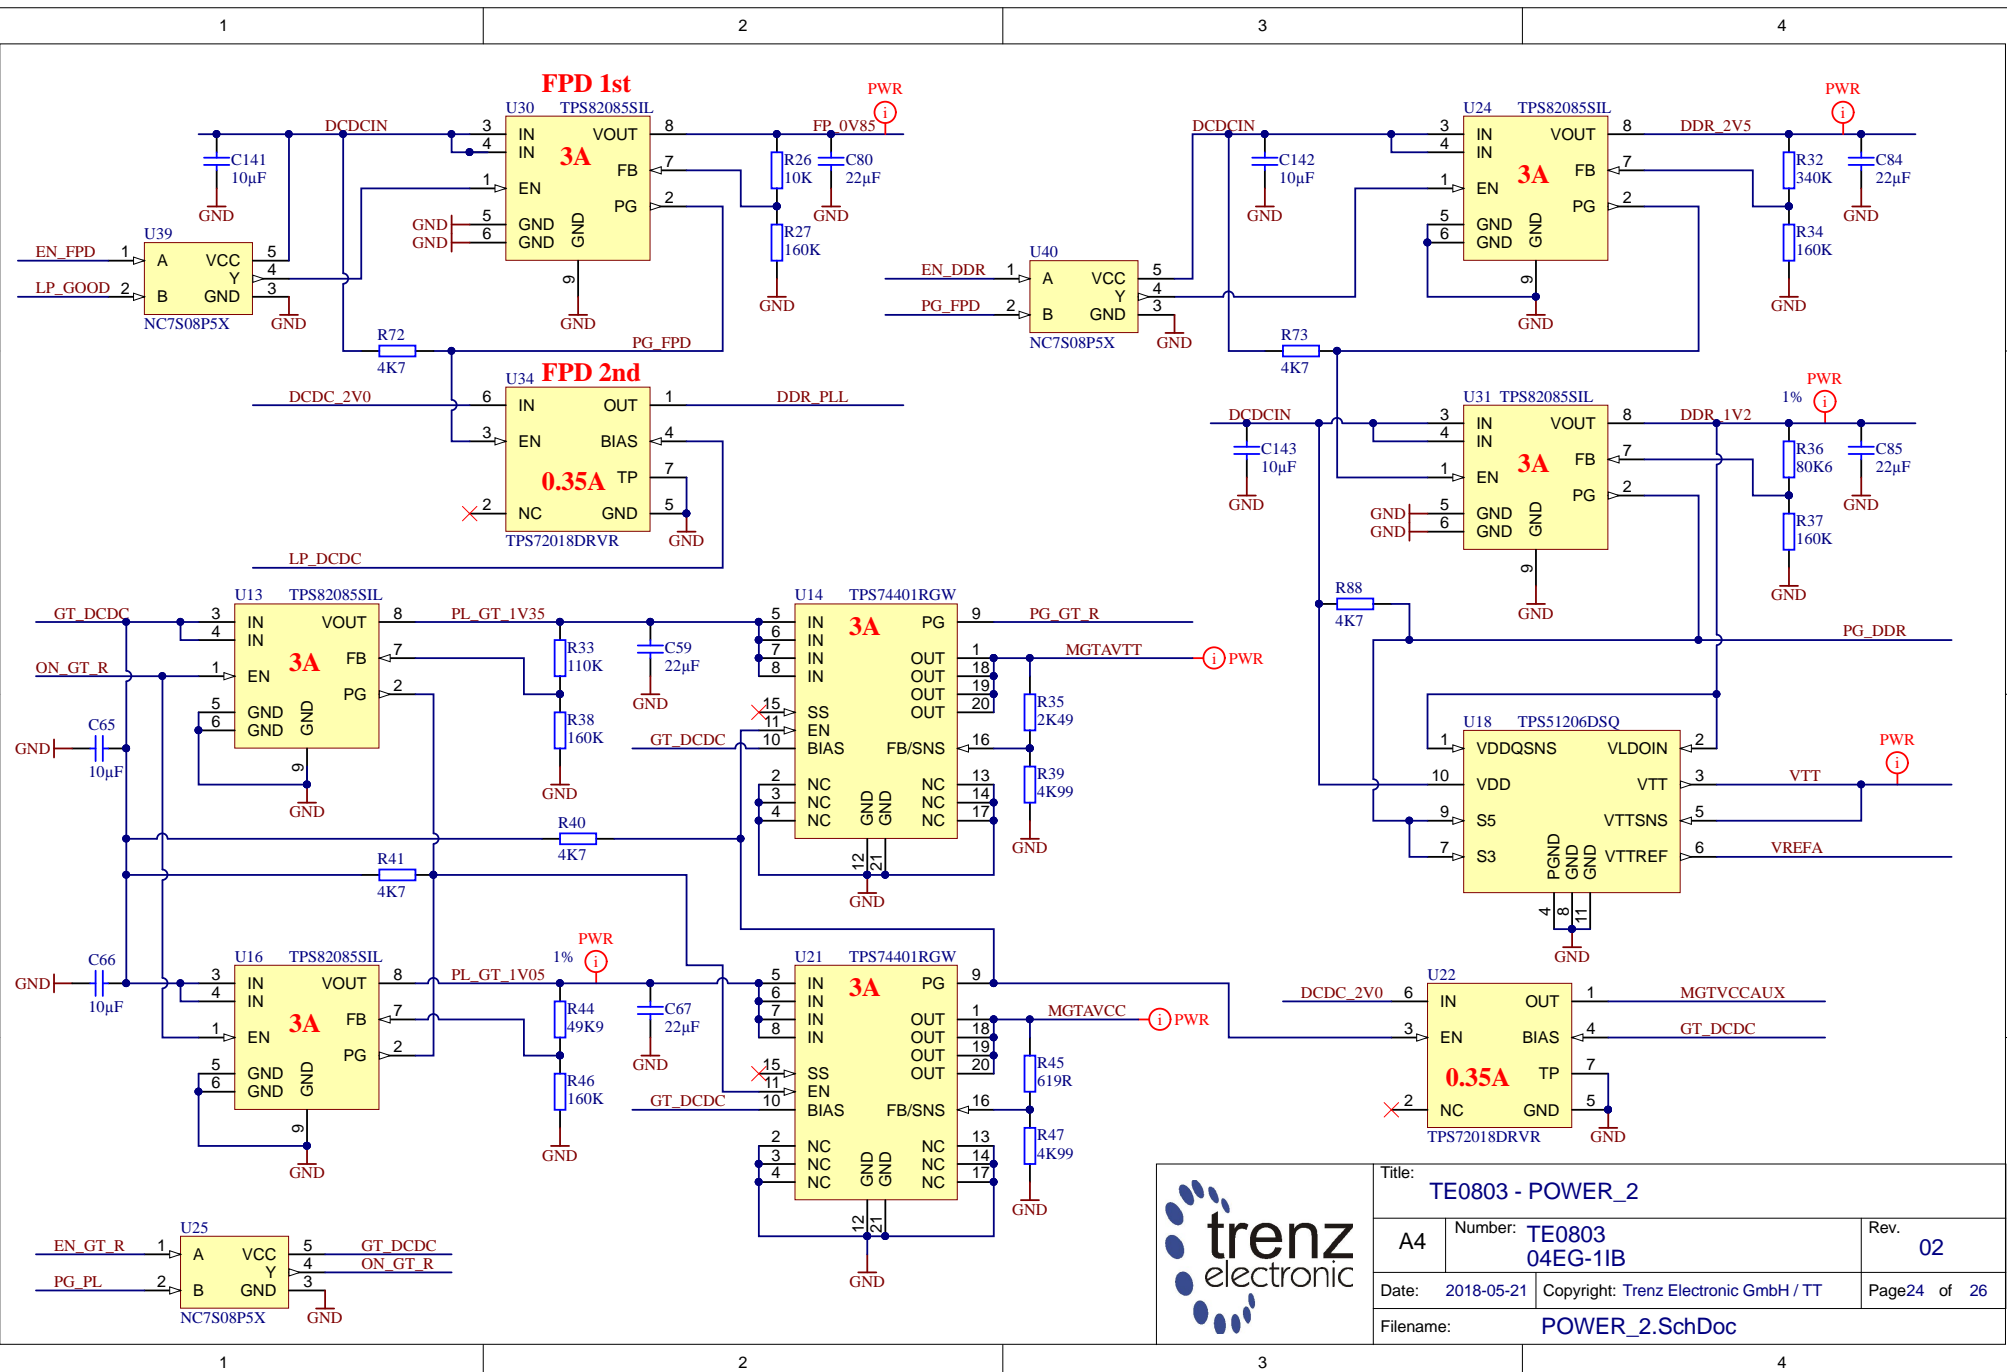 1 2 3 4
FPD 1st
U30 TPS82085SIL
DCDCIN
3 IN VOUT 8 FP_0V85
PWR
i
4 IN
3A
FB 7
1 EN
PG 2
5 GND
6 GND
GND
GND
GND
9
GND
C141
10µF
GND
R26
10K
C80
22µF
GND
R27
160K
GND
U39
EN_FPD 1 A VCC 5
Y 4
LP_GOOD 2 B GND 3
NC7S08P5X
GND
R72
4K7
PG_FPD
FPD 2nd
U34
DCDC_2V0 6 IN OUT 1 DDR_PLL
3 EN BIAS 4
0.35A
TP 7
2 NC GND 5
TPS72018DRVR
GND
LP_DCDC
U24 TPS82085SIL
DCDCIN
3 IN VOUT 8 DDR_2V5
PWR
i
4 IN
3A
FB 7
1 EN
PG 2
5 GND
6 GND
GND
9
GND
C142
10µF
GND
R32
340K
C84
22µF
GND
R34
160K
GND
U40
EN_DDR 1 A VCC 5
Y 4
PG_FPD 2 B GND 3
NC7S08P5X
GND
R73
4K7
U31 TPS82085SIL
DCDCIN
3 IN VOUT 8 DDR_1V2
1%
PWR
i
4 IN
3A
FB 7
1 EN
PG 2
GND 5 GND
GND 6 GND
GND
9
GND
C143
10µF
GND
R36
80K6
C85
22µF
GND
R37
160K
GND
R88
4K7
PG_DDR
U13 TPS82085SIL
GT_DCDC 3 IN VOUT 8 PL_GT_1V35
4 IN
3A
FB 7
ON_GT_R 1 EN
PG 2
5 GND
6 GND
GND
9
GND
C65
GND
10µF
R33
110K
C59
22µF
GND
R38
160K
GND
U14 TPS74401RGW
3A
5 IN PG 9 PG_GT_R
6 IN
7 IN OUT 1 MGTAVTT
i PWR
8 IN OUT 18
OUT 19
15 SS OUT 20
11 EN
GT_DCDC 10 BIAS FB/SNS 16
2 NC NC 13
3 NC NC 14
4 NC NC 17
GND
GND
12
21
GND
R35
2K49
R39
4K99
GND
R40
4K7
R41
4K7
U18 TPS51206DSQ
1 VDDQSNS VLDOIN 2
10 VDD VTT 3 VTT
PWR
i
9 S5 VTTSNS 5
7 S3 VTTREF 6 VREFA
PGND
GND
GND
4
8
11
GND
U16 TPS82085SIL
3 IN VOUT 8 PL_GT_1V05
1%
PWR
i
4 IN
3A
FB 7
1 EN
PG 2
5 GND
6 GND
GND
9
GND
C66
GND
10µF
R44
49K9
C67
22µF
GND
R46
160K
GND
U21 TPS74401RGW
3A
5 IN PG 9
6 IN
7 IN OUT 1 MGTAVCC
i PWR
8 IN OUT 18
OUT 19
15 SS OUT 20
11 EN
GT_DCDC 10 BIAS FB/SNS 16
2 NC NC 13
3 NC NC 14
4 NC NC 17
GND
GND
12
21
GND
R45
619R
R47
4K99
GND
U22
DCDC_2V0 6 IN OUT 1 MGTVCCAUX
3 EN BIAS 4 GT_DCDC
0.35A
TP 7
2 NC GND 5
TPS72018DRVR
GND
U25
EN_GT_R 1 A VCC 5 GT_DCDC
Y 4 ON_GT_R
PG_PL 2 B GND 3
NC7S08P5X
GND
trenz
electronic
Title:
TE0803 - POWER_2
A4
Number: TE0803
04EG-1IB
Rev.
02
Date: 2018-05-21
Copyright: Trenz Electronic GmbH / TT
Page24 of 26
Filename: POWER_2.SchDoc
1 2 3 4